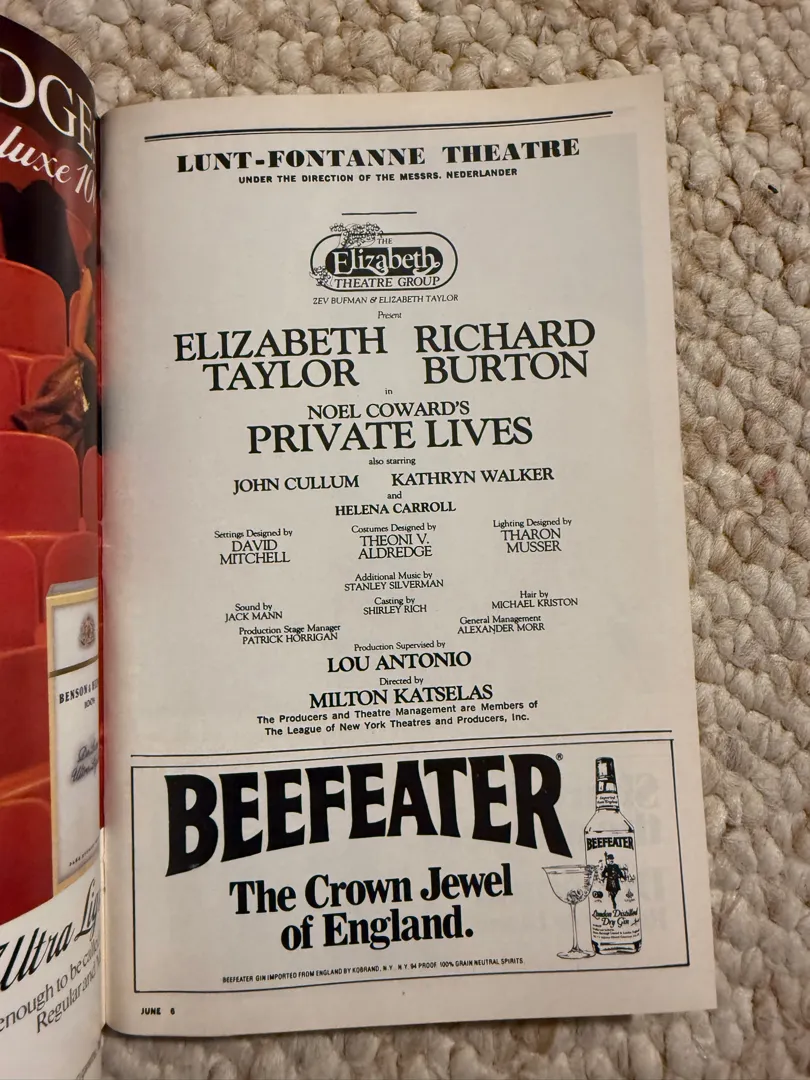 luxe 10
BENSON &
Ultra Li
enough to be
Regular an
LUNT-FONTANNE THEATRE
UNDER THE DIRECTION OF THE MESSRS. NEDERLANDER
THE
Elizabeth
THEATRE GROUP
ZEV BUFMAN & ELIZABETH TAYLOR
Present
ELIZABETH RICHARD
TAYLOR BURTON
in
NOEL COWARD'S
PRIVATE LIVES
also starring
JOHN CULLUM KATHRYN WALKER
and
HELENA CARROLL
Settings Designed by Costumes Designed by Lighting Designed by
DAVID THEONI V. THARON
MITCHELL ALDREDGE MUSSER
Additional Music by
STANLEY SILVERMAN
Sound by Casting by Hair by
JACK MANN SHIRLEY RICH MICHAEL KRISTON
Production Stage Manager General Management
PATRICK HORRIGAN ALEXANDER MORR
Production Supervised by
LOU ANTONIO
Directed by
MILTON KATSELAS
The Producers and Theatre Management are Members of
The League of New York Theatres and Producers, Inc.
BEEFEATER®
The Crown Jewel
of England.
BEEFEATER
London Distilled
Dry Gin
BEEFEATER GIN IMPORTED FROM ENGLAND BY KOBRAND, N.Y. N.Y. 94 PROOF. 100% GRAIN NEUTRAL SPIRITS.
JUNE 6